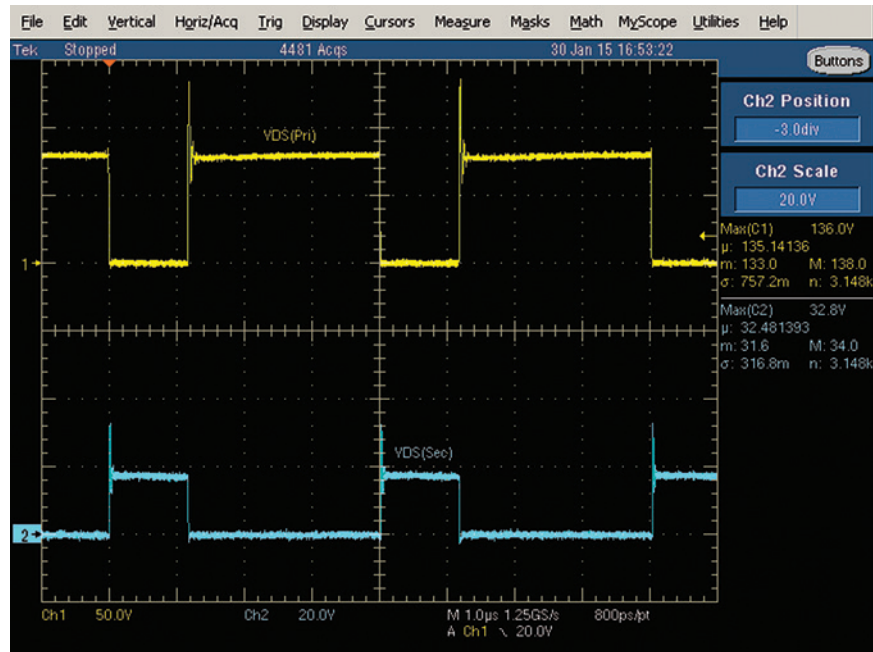 File Edit Vertical Horiz/Acq Trig Display Cursors Measure Masks Math MyScope Utilities Help
Tek Stopped 4481 Acqs 30 Jan 15 16:53:22
Buttons
Ch2 Position
-3.0div
Ch2 Scale
20.0V
VDS(Pri)
1
Max(C1) 136.0V
µ: 135.14136
m: 133.0 M: 138.0
σ: 757.2m n: 3.148k
Max(C2) 32.8V
µ: 32.481393
m: 31.6 M: 34.0
σ: 316.8m n: 3.148k
VDS(Sec)
2
Ch1 50.0V Ch2 20.0V M 1.0µs 1.25GS/s 800ps/pt
A Ch1 \ 20.0V